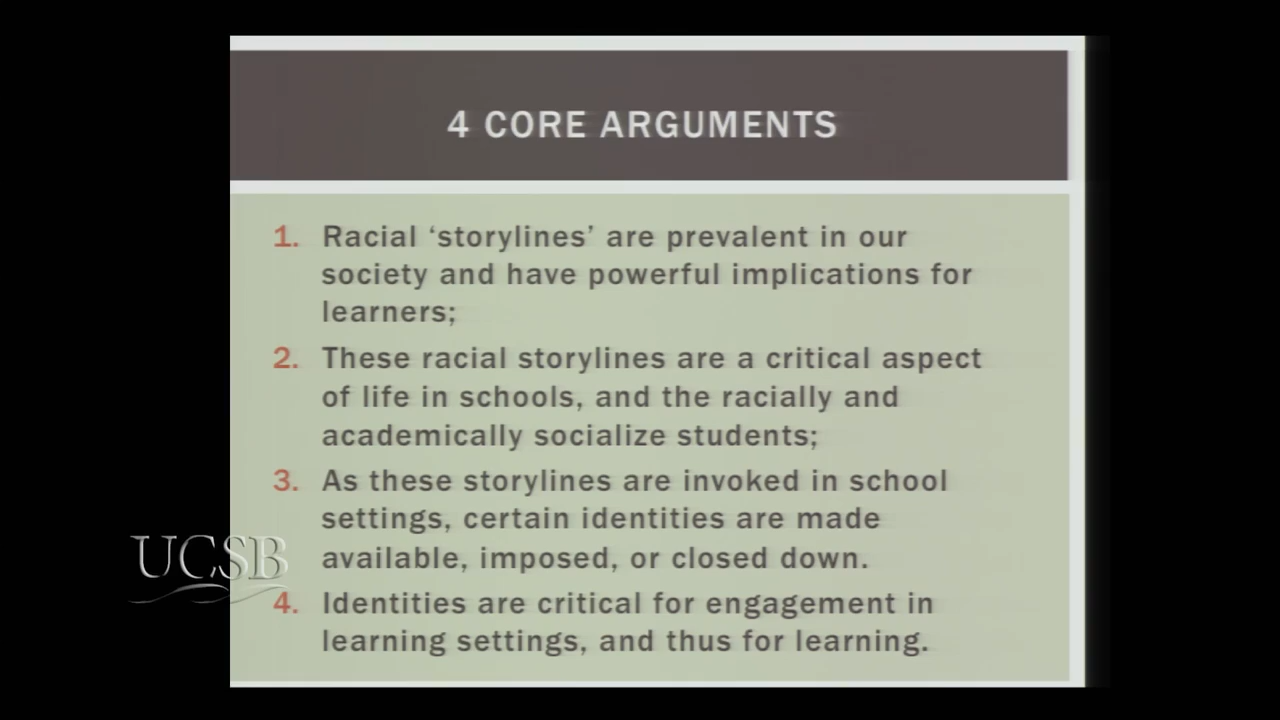 4 CORE ARGUMENTS
1. Racial ‘storylines’ are prevalent in our
society and have powerful implications for
learners;
2. These racial storylines are a critical aspect
of life in schools, and the racially and
academically socialize students;
3. As these storylines are invoked in school
settings, certain identities are made
available, imposed, or closed down.
UCSB
4. Identities are critical for engagement in
learning settings, and thus for learning.